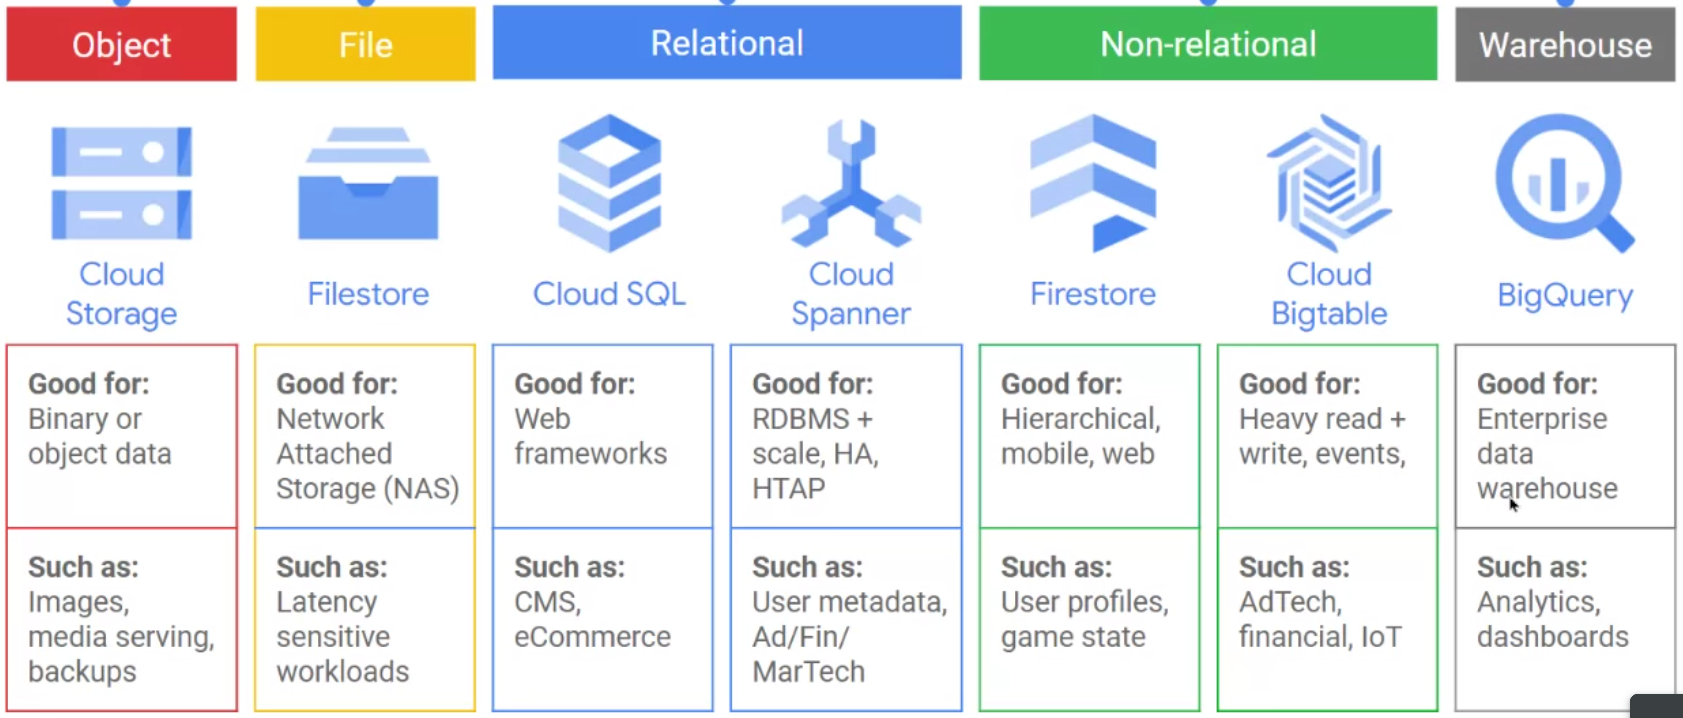 Object
File
Relational
Non-relational
Warehouse
Cloud
Storage
Filestore
Cloud SQL
Cloud
Spanner
Firestore
Cloud
Bigtable
BigQuery
Good for:
Binary or
object data
Good for:
Network
Attached
Storage (NAS)
Good for:
Web
frameworks
Good for:
RDBMS +
scale, HA,
HTAP
Good for:
Hierarchical,
mobile, web
Good for:
Heavy read +
write, events,
Good for:
Enterprise
data
warehouse
Such as:
Images,
media serving,
backups
Such as:
Latency
sensitive
workloads
Such as:
CMS,
eCommerce
Such as:
User metadata,
Ad/Fin/
MarTech
Such as:
User profiles,
game state
Such as:
AdTech,
financial, IoT
Such as:
Analytics,
dashboards